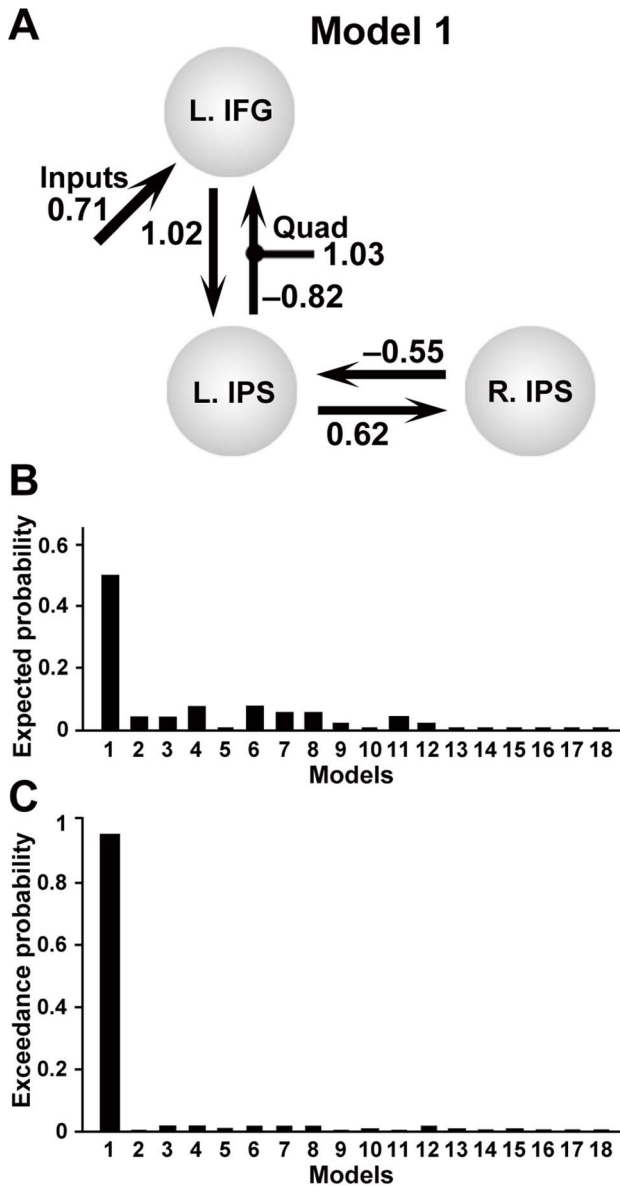 A
Model 1
L. IFG
Inputs
0.71
1.02
Quad
1.03
–0.82
–0.55
L. IPS
R. IPS
0.62
B
Expected probability
0.6
0.4
0.2
0
1 2 3 4 5 6 7 8 9 10 11 12 13 14 15 16 17 18
Models
C
Exceedance probability
1
0.8
0.6
0.4
0.2
0
1 2 3 4 5 6 7 8 9 10 11 12 13 14 15 16 17 18
Models